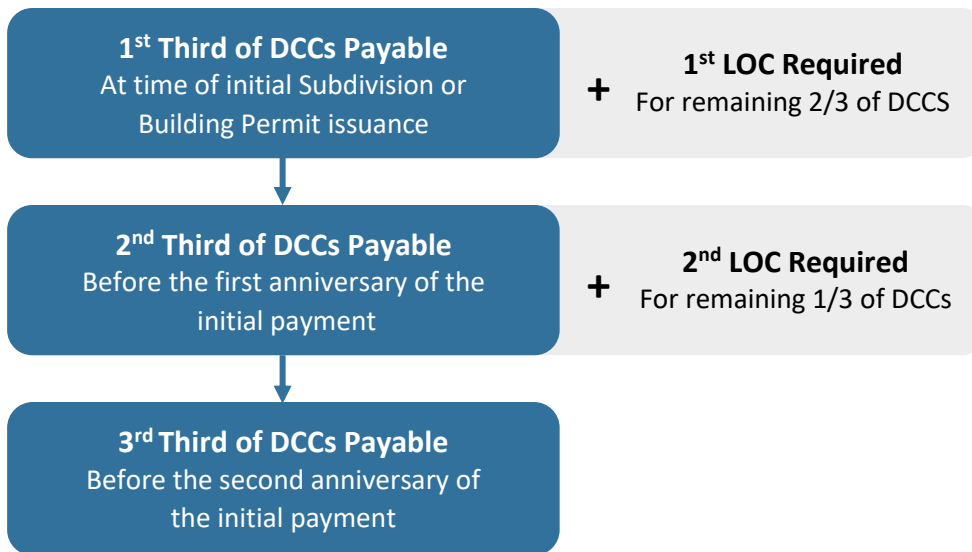 1st Third of DCCs Payable
At time of initial Subdivision or
Building Permit issuance
+
1st LOC Required
For remaining 2/3 of DCCS
2nd Third of DCCs Payable
Before the first anniversary of the
initial payment
+
2nd LOC Required
For remaining 1/3 of DCCs
3rd Third of DCCs Payable
Before the second anniversary of
the initial payment